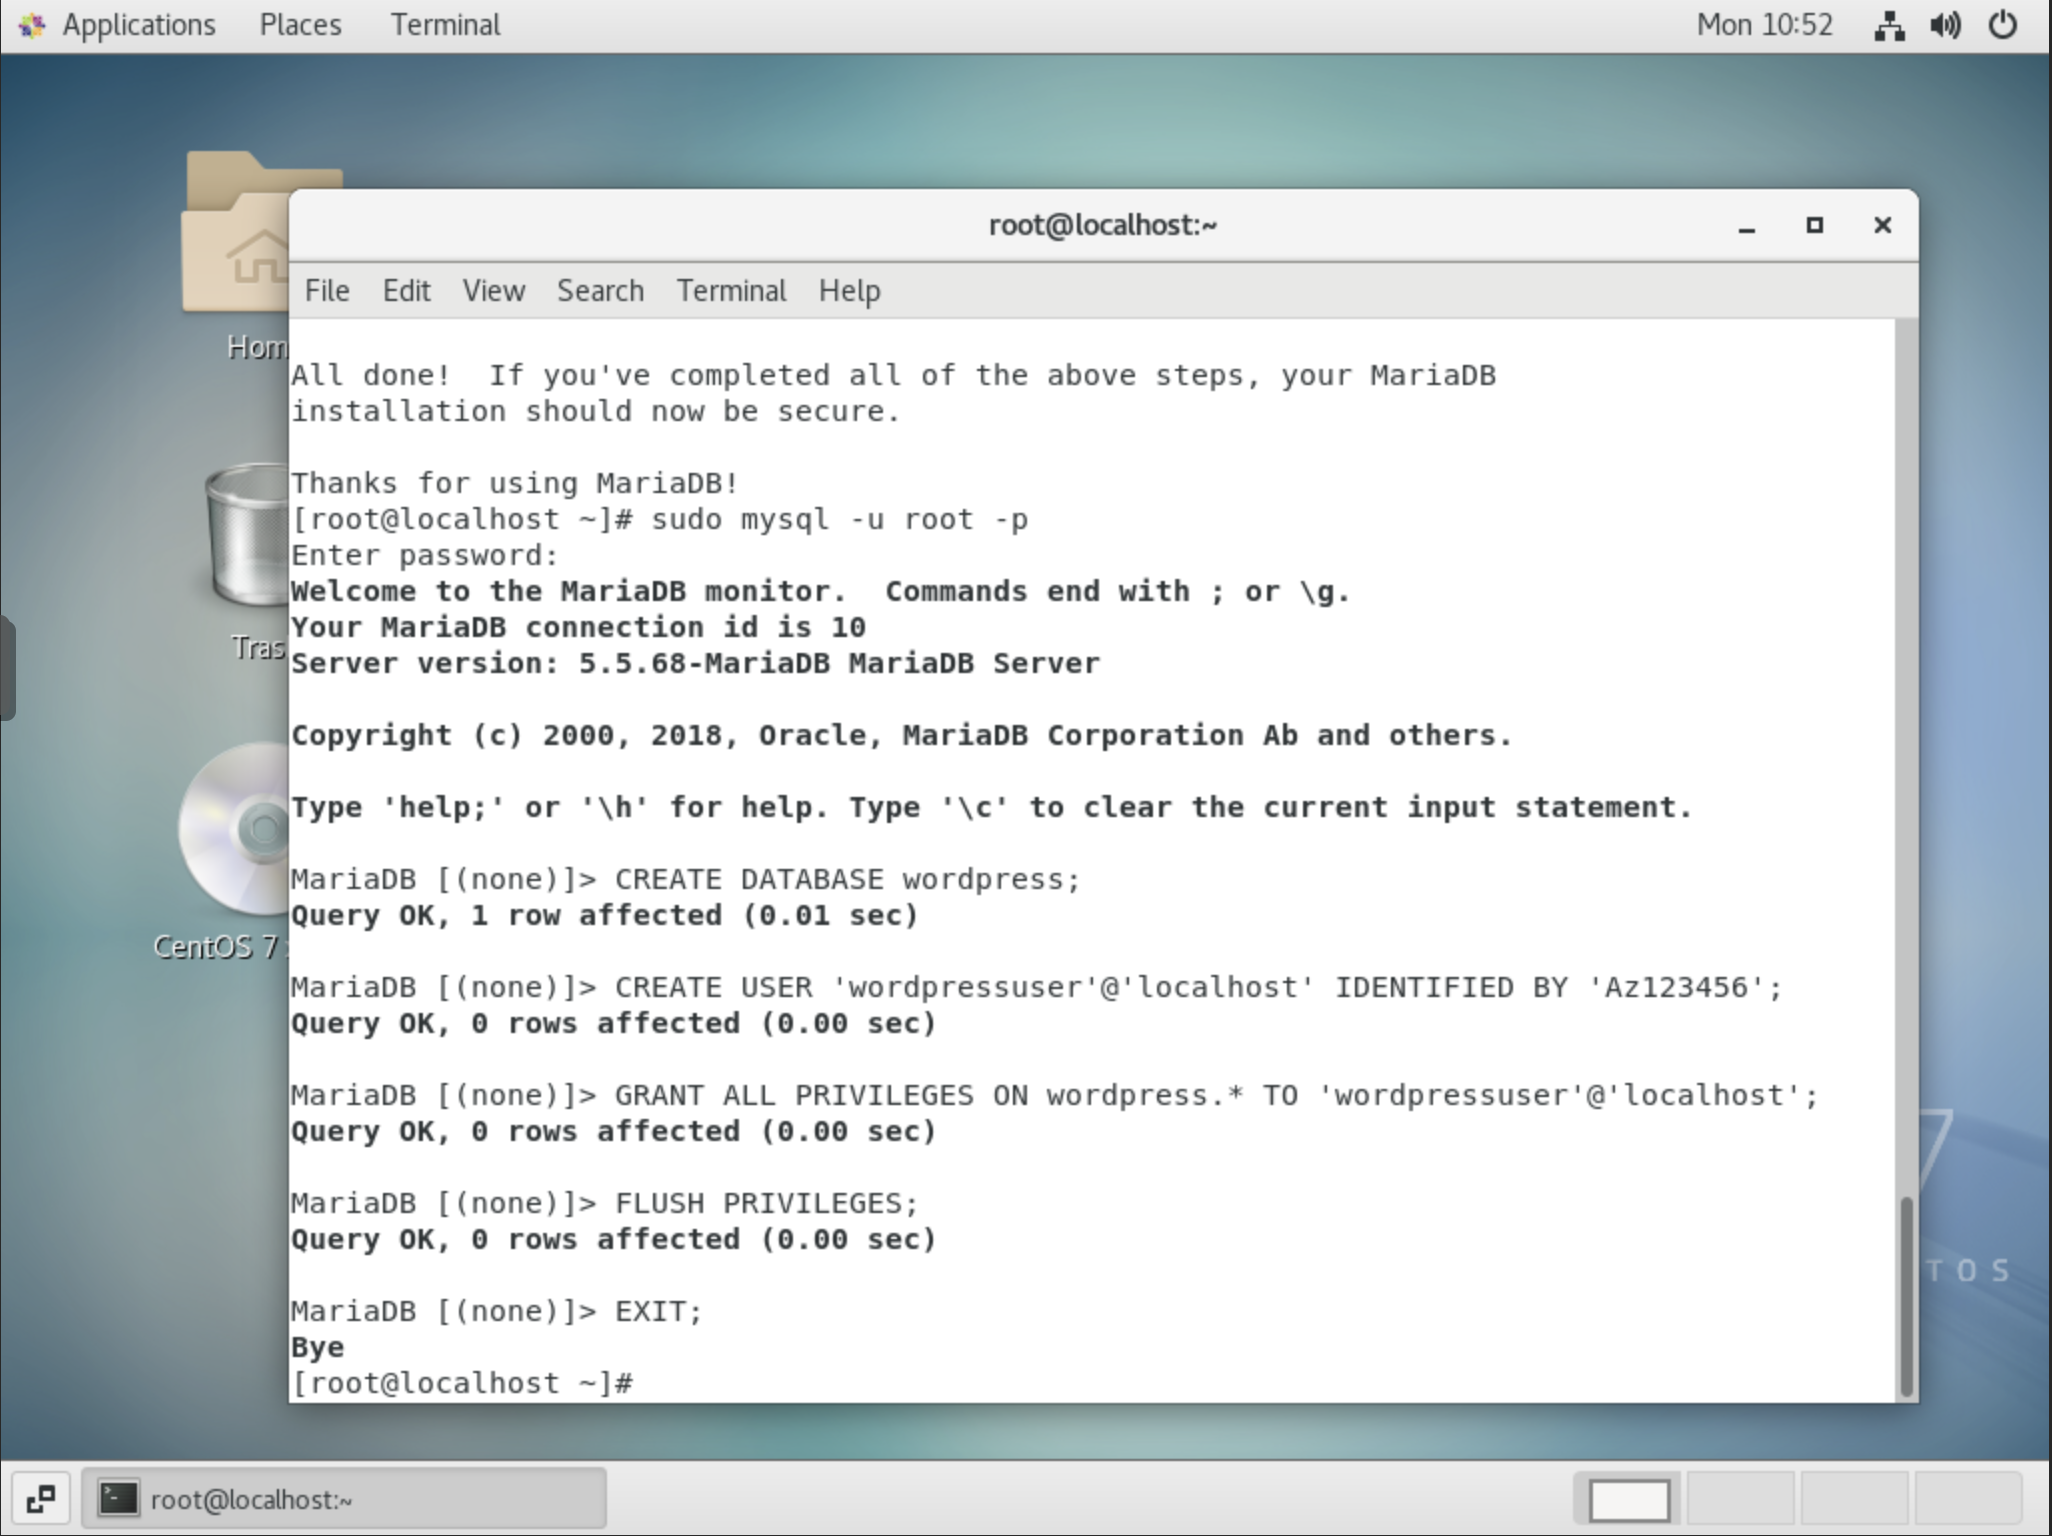 Applications Places Terminal Mon 10:52
root@localhost:~
File Edit View Search Terminal Help
Hom
All done!  If you've completed all of the above steps, your MariaDB
installation should now be secure.
Thanks for using MariaDB!
[root@localhost ~]# sudo mysql -u root -p
Enter password:
Welcome to the MariaDB monitor.  Commands end with ; or \g.
Your MariaDB connection id is 10
Tras
Server version: 5.5.68-MariaDB MariaDB Server
Copyright (c) 2000, 2018, Oracle, MariaDB Corporation Ab and others.
Type 'help;' or '\h' for help. Type '\c' to clear the current input statement.
MariaDB [(none)]> CREATE DATABASE wordpress;
Query OK, 1 row affected (0.01 sec)
CentOS 7
MariaDB [(none)]> CREATE USER 'wordpressuser'@'localhost' IDENTIFIED BY 'Az123456';
Query OK, 0 rows affected (0.00 sec)
MariaDB [(none)]> GRANT ALL PRIVILEGES ON wordpress.* TO 'wordpressuser'@'localhost';
Query OK, 0 rows affected (0.00 sec)
7
MariaDB [(none)]> FLUSH PRIVILEGES;
Query OK, 0 rows affected (0.00 sec)
TOS
MariaDB [(none)]> EXIT;
Bye
[root@localhost ~]#
root@localhost:~